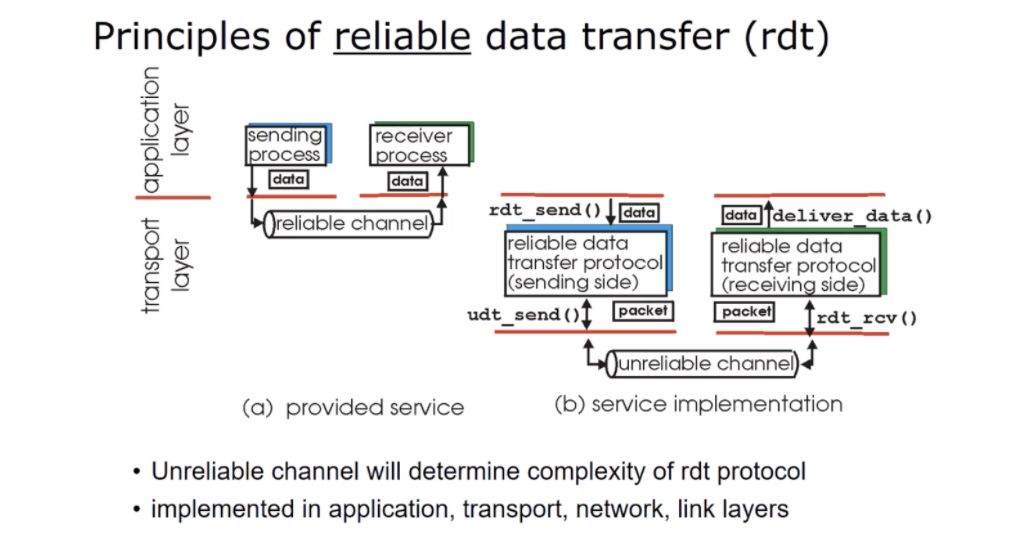 Principles of reliable data transfer (rdt)
application
layer
transport
layer
sending
process
data
receiver
process
data
reliable channel
(a) provided service
rdt_send()
data
reliable data
transfer protocol
(sending side)
udt_send()
packet
data
deliver_data()
reliable data
transfer protocol
(receiving side)
packet
rdt_rcv()
unreliable channel
(b) service implementation
• Unreliable channel will determine complexity of rdt protocol
• implemented in application, transport, network, link layers